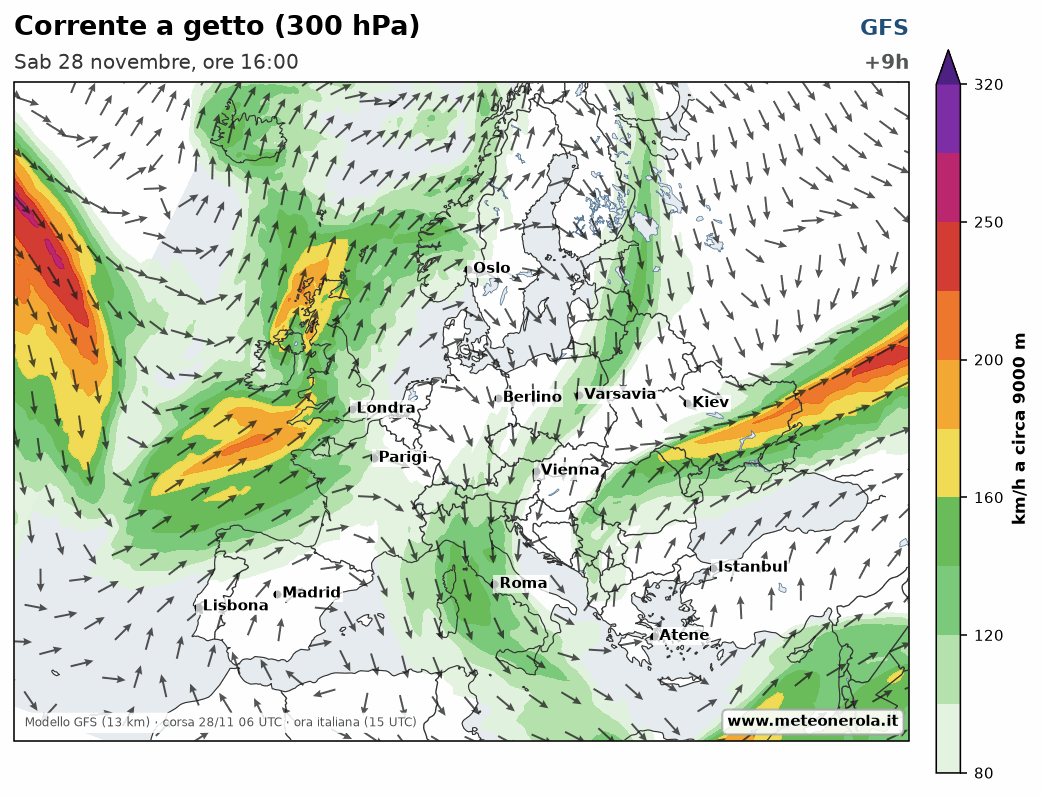 Corrente a getto (300 hPa)
GFS
Sab 28 novembre, ore 16:00
+9h
320
250
200
160
120
80
km/h a circa 9000 m
Oslo
Londra
Berlino
Varsavia
Kiev
Parigi
Vienna
Istanbul
Roma
Madrid
Lisbona
Atene
Modello GFS (13 km) · corsa 28/11 06 UTC · ora italiana (15 UTC)
www.meteonerola.it